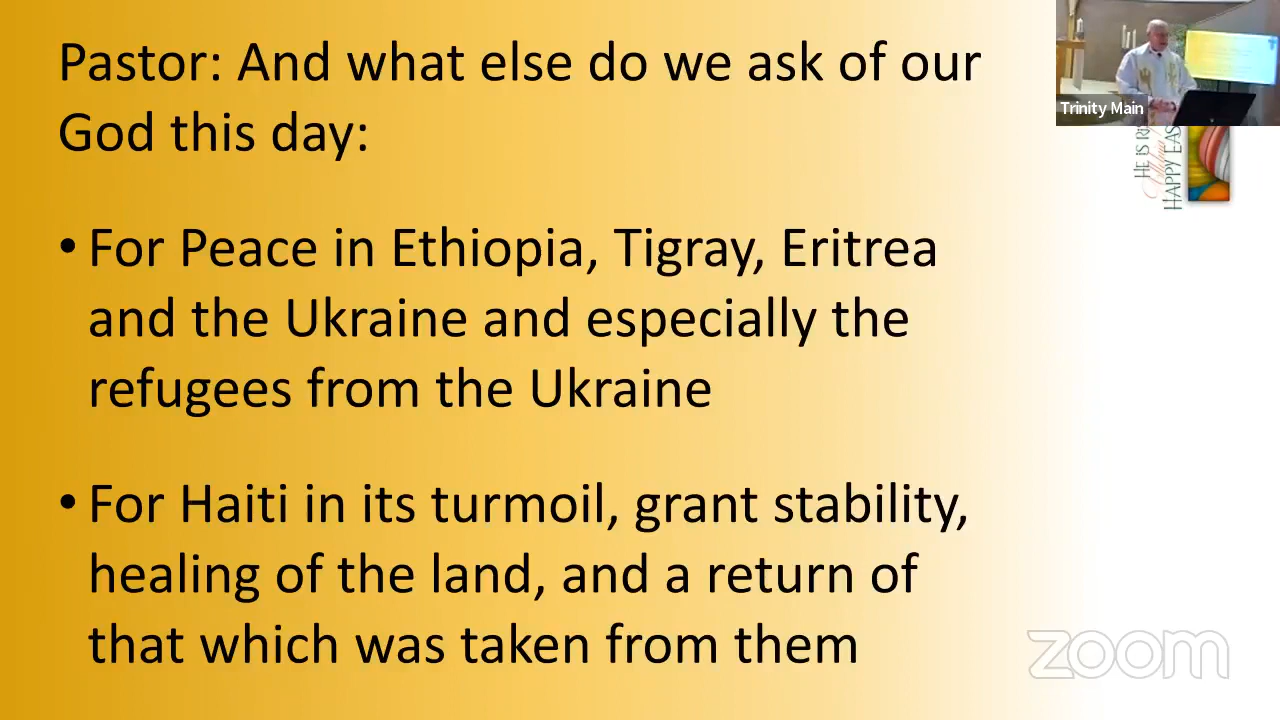 Pastor: And what else do we ask of our
God this day:
• For Peace in Ethiopia, Tigray, Eritrea
and the Ukraine and especially the
refugees from the Ukraine
• For Haiti in its turmoil, grant stability,
healing of the land, and a return of
that which was taken from them
Trinity Main
HE IS
HAPPY
zoom